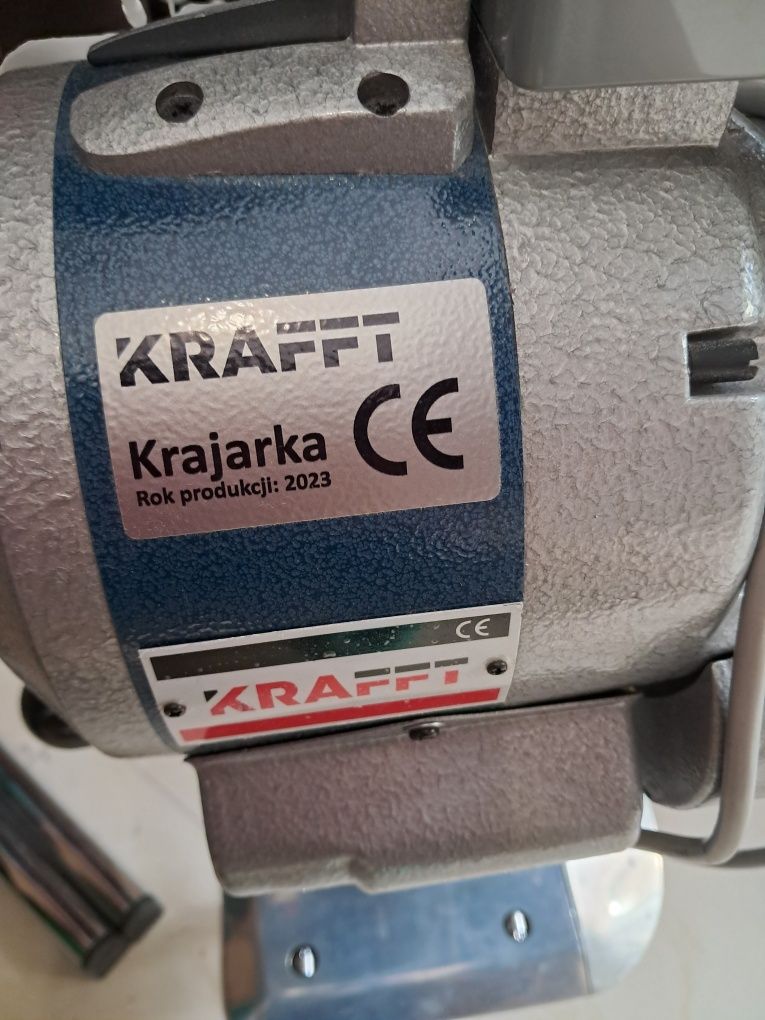 KRAFFT
Krajarka CE
Rok produkcji: 2023
CE
KRAFFT